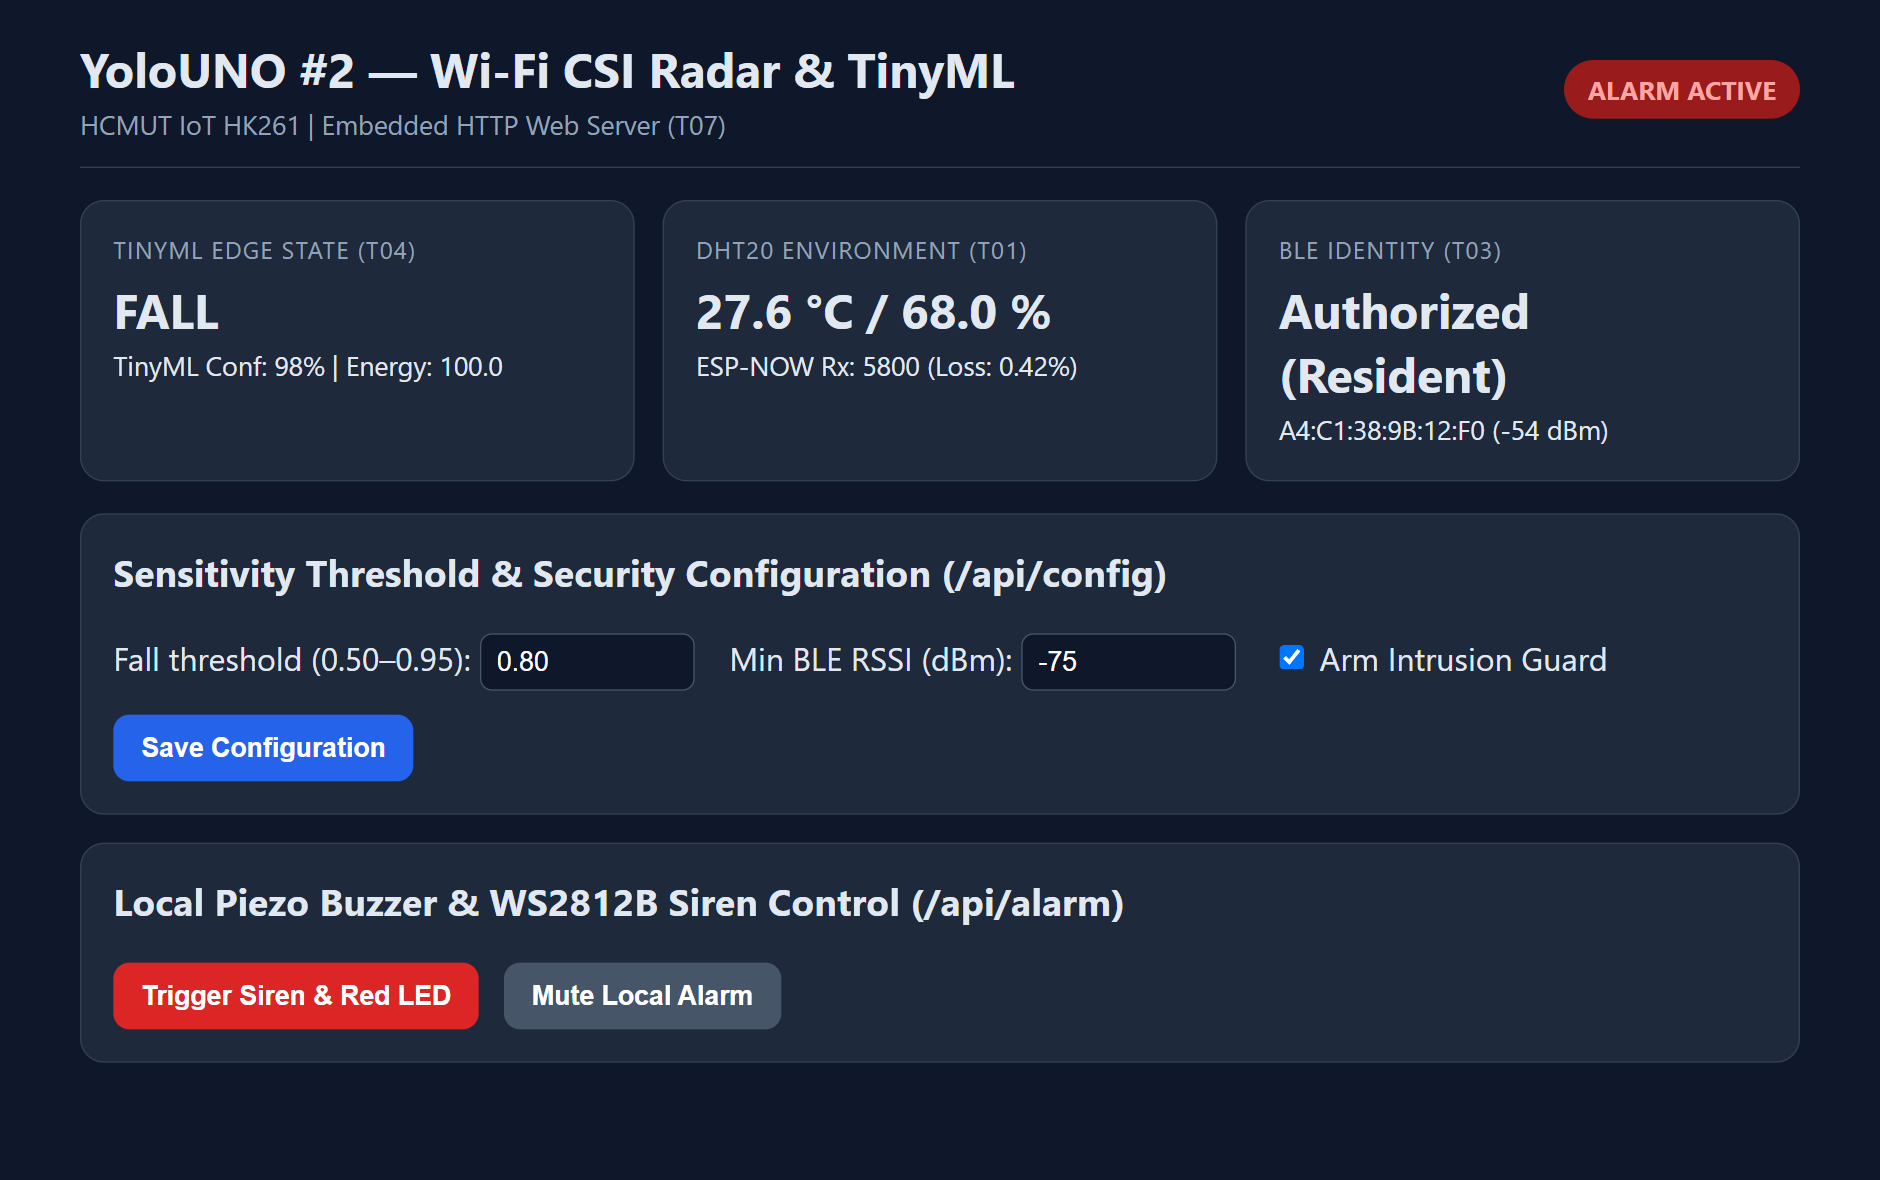 YoloUNO #2 — Wi-Fi CSI Radar & TinyML
HCMUT IoT HK261 | Embedded HTTP Web Server (T07)
ALARM ACTIVE
TINYML EDGE STATE (T04)
FALL
TinyML Conf: 98% | Energy: 100.0
DHT20 ENVIRONMENT (T01)
27.6 °C / 68.0 %
ESP-NOW Rx: 5800 (Loss: 0.42%)
BLE IDENTITY (T03)
Authorized
(Resident)
A4:C1:38:9B:12:F0 (-54 dBm)
Sensitivity Threshold & Security Configuration (/api/config)
Fall threshold (0.50–0.95): 0.80 Min BLE RSSI (dBm): -75 Arm Intrusion Guard
Save Configuration
Local Piezo Buzzer & WS2812B Siren Control (/api/alarm)
Trigger Siren & Red LED Mute Local Alarm